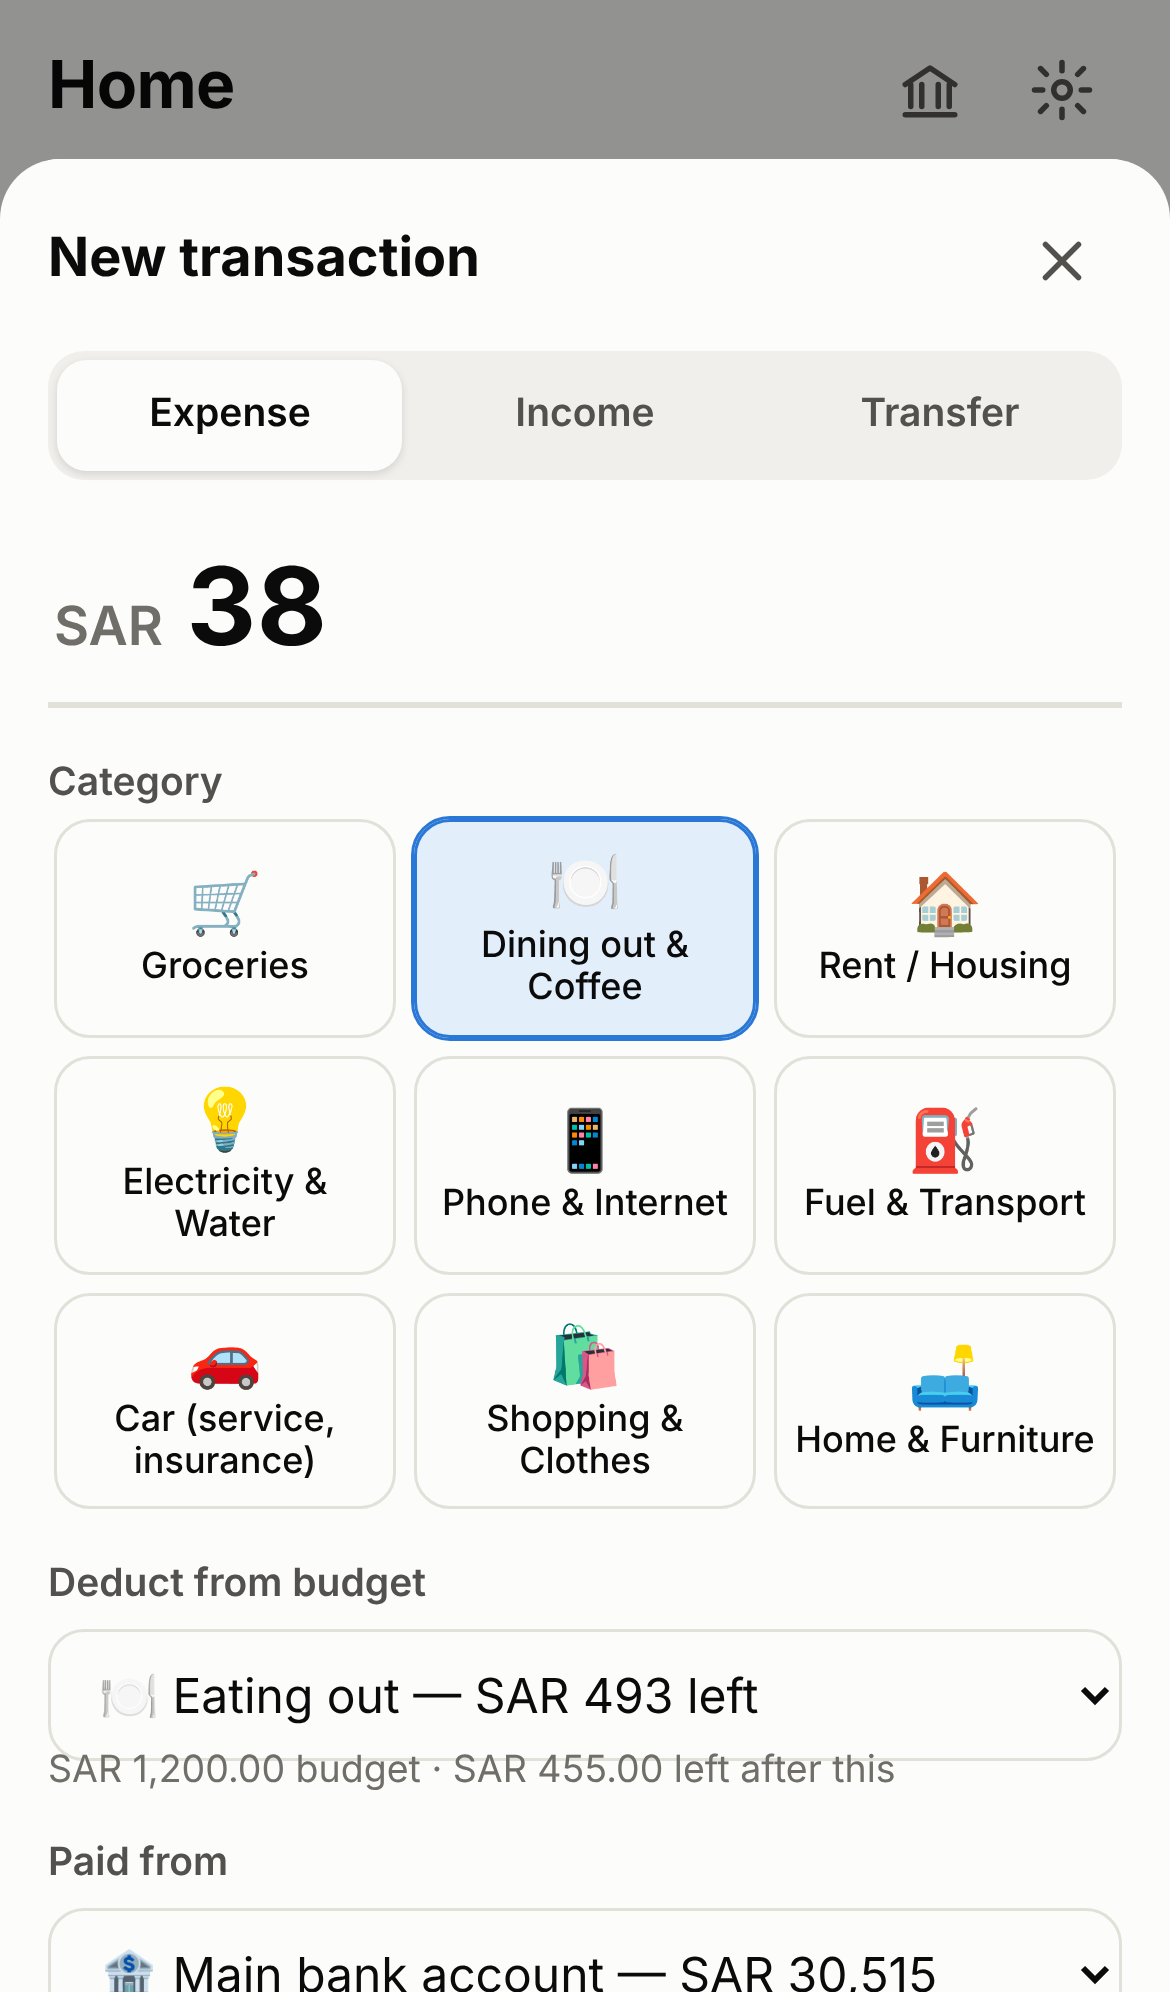 Home
New transaction
Expense Income Transfer
SAR 38
Category
Groceries
Dining out &
Coffee
Rent / Housing
Electricity &
Water
Phone & Internet
Fuel & Transport
Car (service,
insurance)
Shopping &
Clothes
Home & Furniture
Deduct from budget
Eating out — SAR 493 left
SAR 1,200.00 budget · SAR 455.00 left after this
Paid from
Main bank account — SAR 30,515